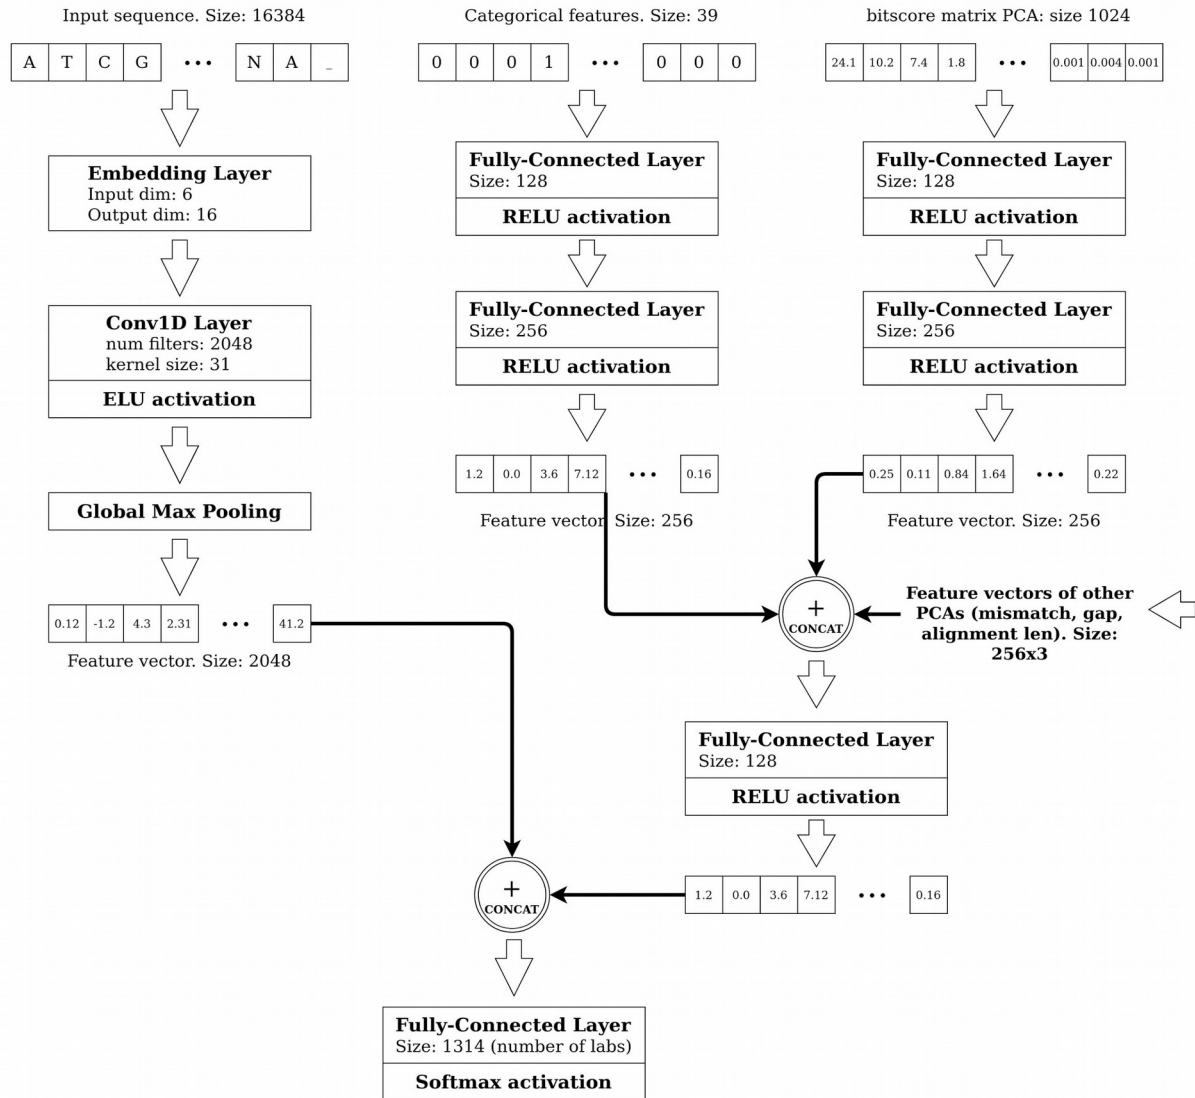 Input sequence. Size: 16384
A T C G ••• N A _
Embedding Layer
Input dim: 6
Output dim: 16
Conv1D Layer
num filters: 2048
kernel size: 31
ELU activation
Global Max Pooling
0.12 -1.2 4.3 2.31 ••• 41.2
Feature vector. Size: 2048
Categorical features. Size: 39
0 0 0 1 ••• 0 0 0
Fully-Connected Layer
Size: 128
RELU activation
Fully-Connected Layer
Size: 256
RELU activation
1.2 0.0 3.6 7.12 ••• 0.16
Feature vector. Size: 256
bitscore matrix PCA: size 1024
24.1 10.2 7.4 1.8 ••• 0.001 0.004 0.001
Fully-Connected Layer
Size: 128
RELU activation
Fully-Connected Layer
Size: 256
RELU activation
0.25 0.11 0.84 1.64 ••• 0.22
Feature vector. Size: 256
+
CONCAT
Feature vectors of other
PCAs (mismatch, gap,
alignment len). Size:
256x3
Fully-Connected Layer
Size: 128
RELU activation
1.2 0.0 3.6 7.12 ••• 0.16
+
CONCAT
Fully-Connected Layer
Size: 1314 (number of labs)
Softmax activation